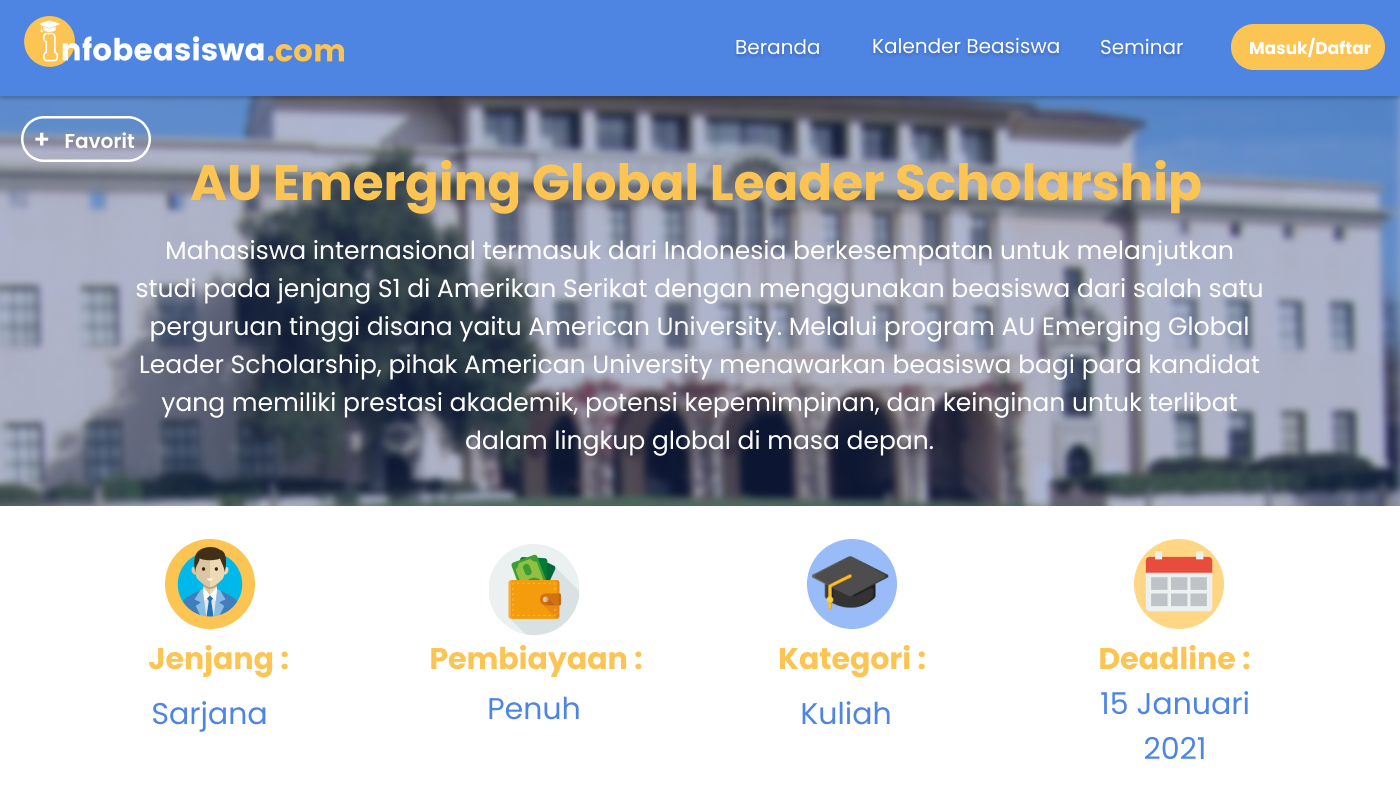 Infobeasiswa.com
Beranda
Kalender Beasiswa
Seminar
Masuk/Daftar
+ Favorit
AU Emerging Global Leader Scholarship
Mahasiswa internasional termasuk dari Indonesia berkesempatan untuk melanjutkan
studi pada jenjang S1 di Amerikan Serikat dengan menggunakan beasiswa dari salah satu
perguruan tinggi disana yaitu American University. Melalui program AU Emerging Global
Leader Scholarship, pihak American University menawarkan beasiswa bagi para kandidat
yang memiliki prestasi akademik, potensi kepemimpinan, dan keinginan untuk terlibat
dalam lingkup global di masa depan.
Jenjang :
Sarjana
Pembiayaan :
Penuh
Kategori :
Kuliah
Deadline :
15 Januari
2021